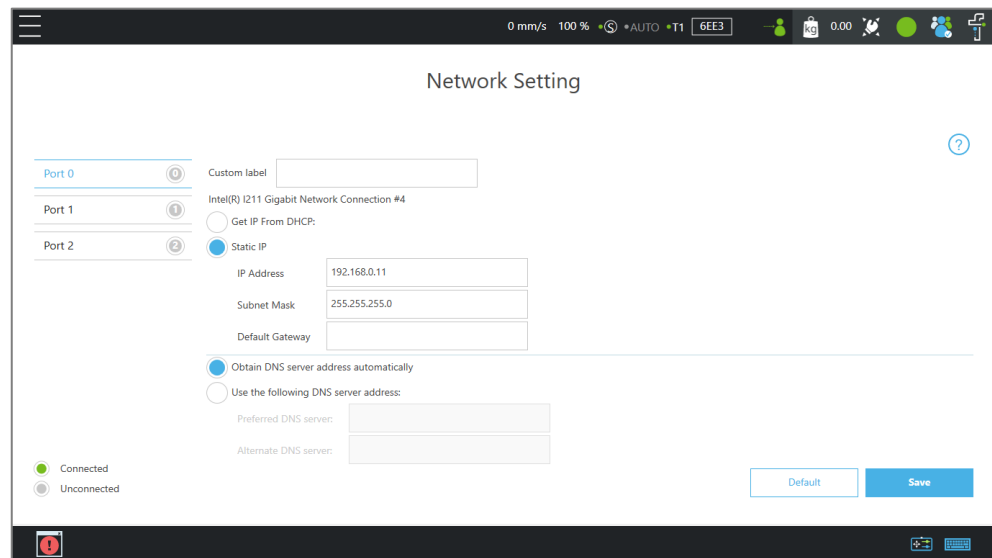 0 mm/s 100 % S AUTO T1 6EE3 kg 0.00
Network Setting
?
Port 0 0
Custom label
Port 1 1
Port 2 2
Intel(R) I211 Gigabit Network Connection #4
Get IP From DHCP:
Static IP
IP Address 192.168.0.11
Subnet Mask 255.255.255.0
Default Gateway
Obtain DNS server address automatically
Use the following DNS server address:
Preferred DNS server:
Alternate DNS server:
Connected
Unconnected
Default Save